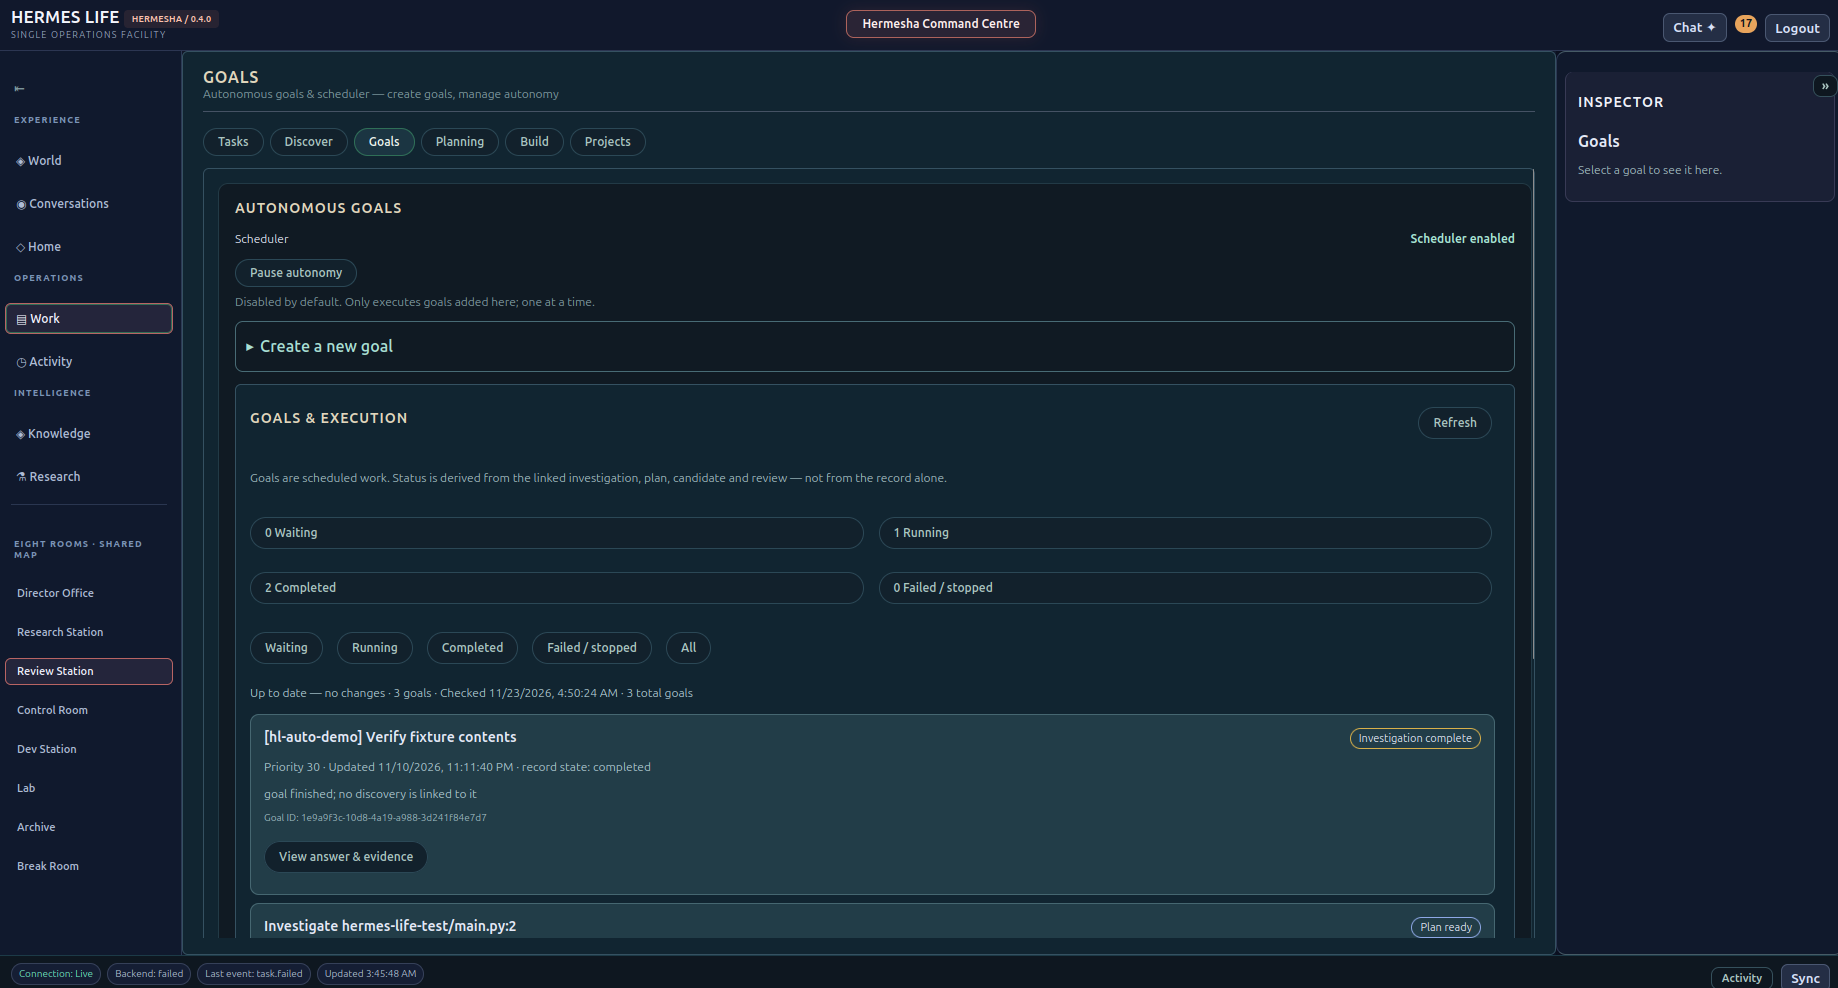 HERMES LIFE HERMESHA / 0.4.0
SINGLE OPERATIONS FACILITY
Hermesha Command Centre
Chat ✦ 17 Logout
⇤
EXPERIENCE
◈ World
◉ Conversations
◇ Home
OPERATIONS
▤ Work
◷ Activity
INTELLIGENCE
◈ Knowledge
⚗ Research
EIGHT ROOMS · SHARED
MAP
Director Office
Research Station
Review Station
Control Room
Dev Station
Lab
Archive
Break Room
GOALS
Autonomous goals & scheduler — create goals, manage autonomy
Tasks Discover Goals Planning Build Projects
AUTONOMOUS GOALS
Scheduler Scheduler enabled
Pause autonomy
Disabled by default. Only executes goals added here; one at a time.
▸ Create a new goal
GOALS & EXECUTION
Refresh
Goals are scheduled work. Status is derived from the linked investigation, plan, candidate and review — not from the record alone.
0 Waiting 1 Running
2 Completed 0 Failed / stopped
Waiting Running Completed Failed / stopped All
Up to date — no changes · 3 goals · Checked 11/23/2026, 4:50:24 AM · 3 total goals
[hl-auto-demo] Verify fixture contents Investigation complete
Priority 30 · Updated 11/10/2026, 11:11:40 PM · record state: completed
goal finished; no discovery is linked to it
Goal ID: 1e9a9f3c-10d8-4a19-a988-3d241f84e7d7
View answer & evidence
Investigate hermes-life-test/main.py:2 Plan ready
»
INSPECTOR
Goals
Select a goal to see it here.
Connection: Live Backend: failed Last event: task.failed Updated 3:45:48 AM
Activity Sync